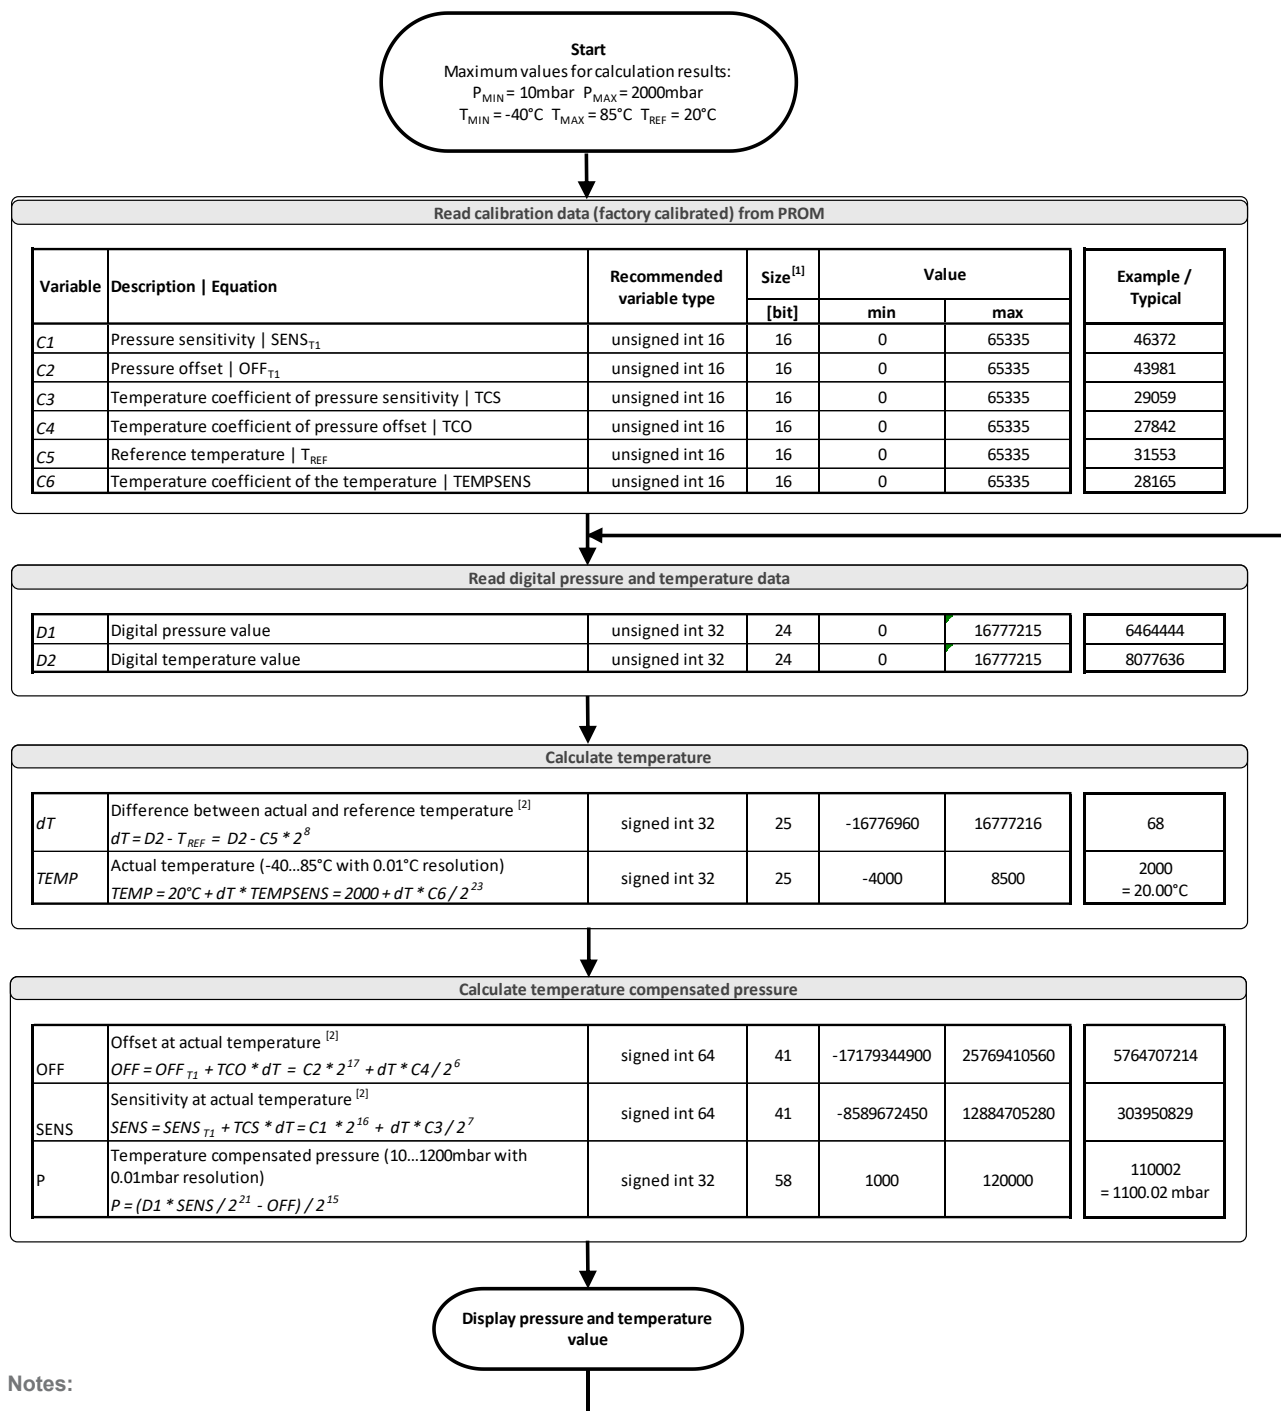 Start
Maximum values for calculation results:
P_MIN = 10mbar P_MAX = 2000mbar
T_MIN = -40°C T_MAX = 85°C T_REF = 20°C
Read calibration data (factory calibrated) from PROM
Variable Description | Equation Recommended variable type Size[1] [bit] Value min max Example / Typical
C1 Pressure sensitivity | SENS_T1 unsigned int 16 16 0 65335 46372
C2 Pressure offset | OFF_T1 unsigned int 16 16 0 65335 43981
C3 Temperature coefficient of pressure sensitivity | TCS unsigned int 16 16 0 65335 29059
C4 Temperature coefficient of pressure offset | TCO unsigned int 16 16 0 65335 27842
C5 Reference temperature | T_REF unsigned int 16 16 0 65335 31553
C6 Temperature coefficient of the temperature | TEMPSENS unsigned int 16 16 0 65335 28165
Read digital pressure and temperature data
D1 Digital pressure value unsigned int 32 24 0 16777215 6464444
D2 Digital temperature value unsigned int 32 24 0 16777215 8077636
Calculate temperature
Difference between actual and reference temperature [2]
dT signed int 32 25 -16776960 16777216 68
dT = D2 - T_REF = D2 - C5 * 2^8
Actual temperature (-40...85°C with 0.01°C resolution)
TEMP signed int 32 25 -4000 8500 2000
= 20.00°C
TEMP = 20°C + dT * TEMPSENS = 2000 + dT * C6 / 2^23
Calculate temperature compensated pressure
Offset at actual temperature [2]
OFF signed int 64 41 -17179344900 25769410560 5764707214
OFF = OFF_T1 + TCO * dT = C2 * 2^17 + dT * C4 / 2^6
Sensitivity at actual temperature [2]
SENS signed int 64 41 -8589672450 12884705280 303950829
SENS = SENS_T1 + TCS * dT = C1 * 2^16 + dT * C3 / 2^7
Temperature compensated pressure (10...1200mbar with
0.01mbar resolution)
P signed int 32 58 1000 120000 110002
= 1100.02 mbar
P = (D1 * SENS / 2^21 - OFF) / 2^15
Display pressure and temperature
value
Notes: